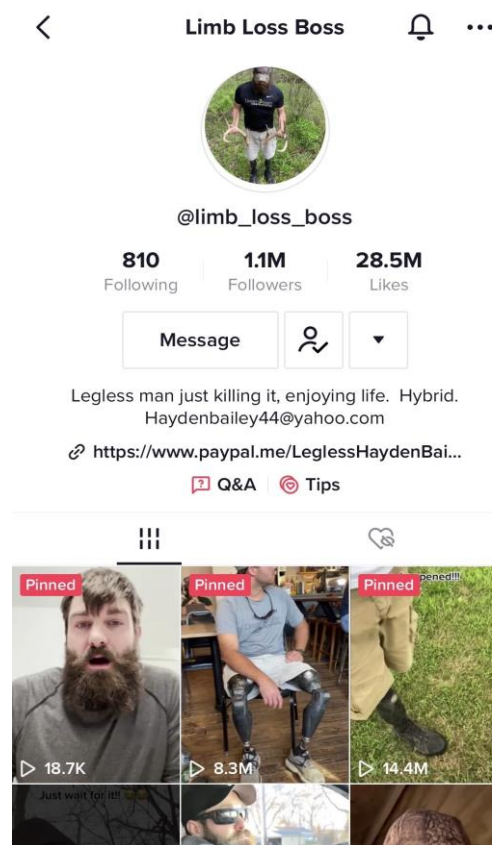 Limb Loss Boss
@limb_loss_boss
810
1.1M
28.5M
Following
Followers
Likes
Message
Legless man just killing it, enjoying life. Hybrid.
Haydenbailey44@yahoo.com
https://www.paypal.me/LeglessHaydenBai...
Q&A
Tips
Pinned
Pinned
Pinned
pened!!!
18.7K
8.3M
14.4M
Just wait for it!!